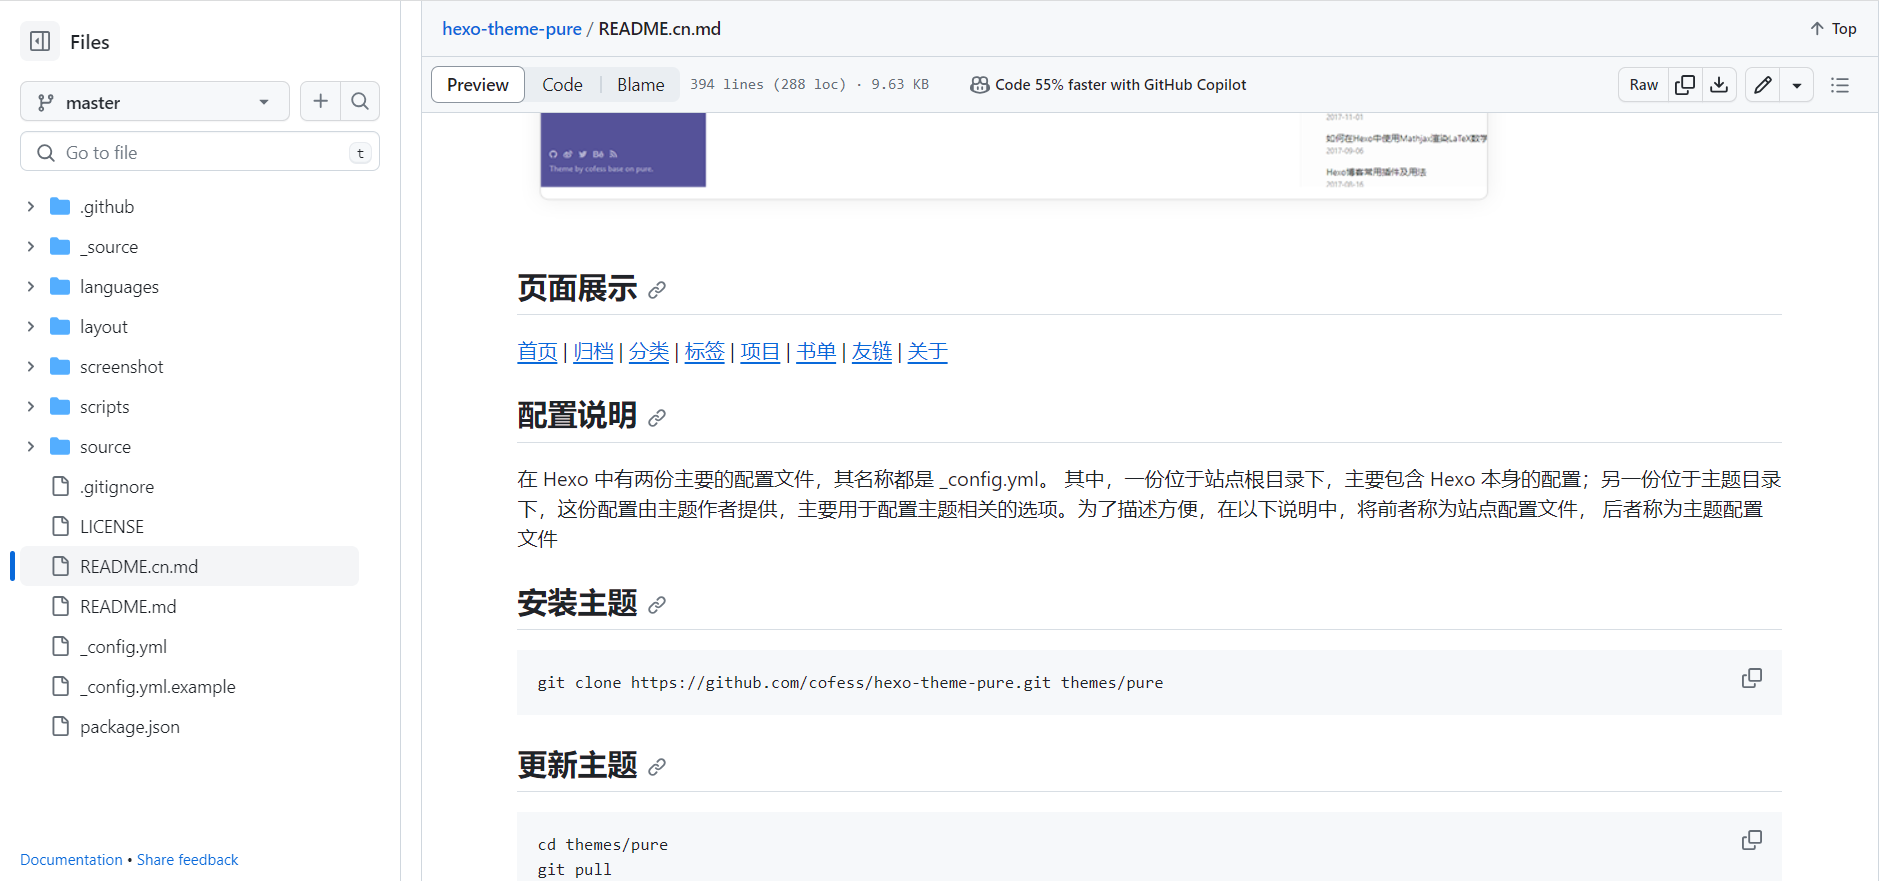 Files
master
Go to file
t
.github
_source
languages
layout
screenshot
scripts
source
.gitignore
LICENSE
README.cn.md
README.md
_config.yml
_config.yml.example
package.json
Documentation • Share feedback
hexo-theme-pure / README.cn.md
Top
Preview Code Blame 394 lines (288 loc) · 9.63 KB Code 55% faster with GitHub Copilot Raw
Theme by cofess base on pure.
2017-11-01
如何在Hexo中使用Mathjax渲染LaTeX数学
2017-09-06
Hexo博客常用插件及用法
2017-08-16
页面展示
首页 | 归档 | 分类 | 标签 | 项目 | 书单 | 友链 | 关于
配置说明
在 Hexo 中有两份主要的配置文件，其名称都是 _config.yml。 其中，一份位于站点根目录下，主要包含 Hexo 本身的配置；另一份位于主题目录
下，这份配置由主题作者提供，主要用于配置主题相关的选项。为了描述方便，在以下说明中，将前者称为站点配置文件， 后者称为主题配置
文件
安装主题
git clone https://github.com/cofess/hexo-theme-pure.git themes/pure
更新主题
cd themes/pure
git pull